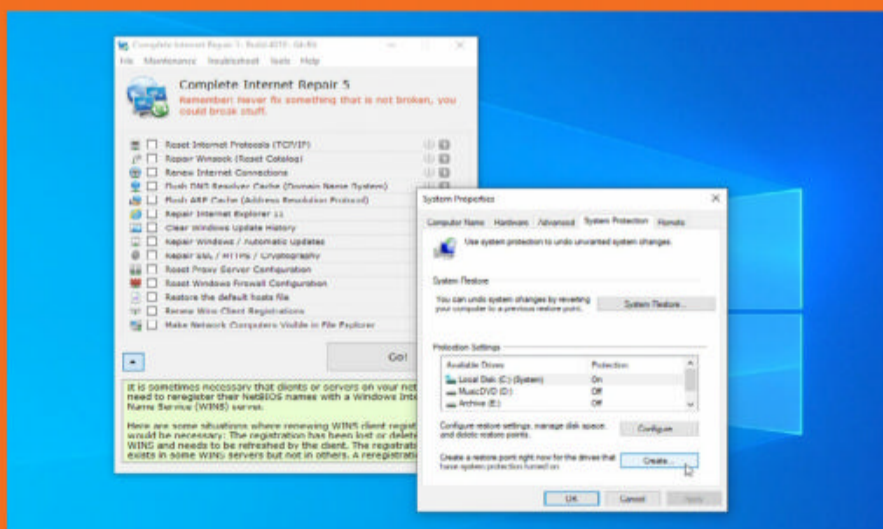 Complete Internet Repair 5
File Maintenance Troubleshoot Tools Help
Complete Internet Repair 5
Remember! Never fix something that is not broken, you
could break stuff.
Reset Internet Protocols (TCP/IP)
Repair Winsock (Reset Catalog)
Renew Internet Connections
Flush DNS Resolver Cache (Domain Name System)
Flush ARP Cache (Address Resolution Protocol)
Repair Internet Explorer 11
Clear Windows Update History
Repair Windows / Automatic Updates
Repair SSL / HTTPS / Cryptography
Reset Proxy Server Configuration
Reset Windows Firewall Configuration
Restore the default hosts file
Renew Wins Client Registrations
Make Network Computers Visible in File Explorer
Go!
It is sometimes necessary that clients or servers on your net
need to reregister their NetBIOS names with a Windows Inte
Name Service (WINS) server.
Here are some situations where renewing WINS client regist
would be necessary: The registration has been lost or delete
WINS and needs to be refreshed by the client. The registratio
exists in some WINS servers but not in others. A reregistratio
System Properties
Computer Name Hardware Advanced System Protection Remote
Use system protection to undo unwanted system changes.
System Restore
You can undo system changes by reverting
your computer to a previous restore point.
System Restore...
Protection Settings
Available Drives Protection
Local Disk (C:) (System) On
MusicDVD (D:) Off
Archive (E:) Off
Configure restore settings, manage disk space,
and delete restore points.
Configure...
Create a restore point right now for the drives that
have system protection turned on.
Create...
OK Cancel Apply